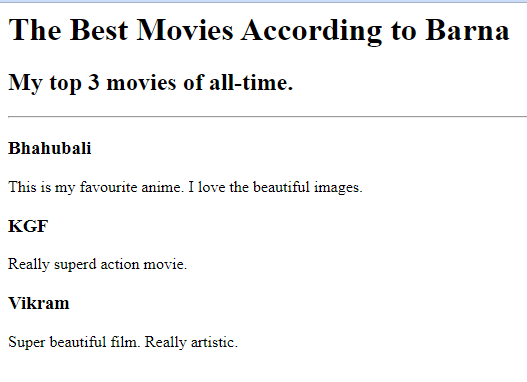 The Best Movies According to Barna
My top 3 movies of all-time.
Bhahubali
This is my favourite anime. I love the beautiful images.
KGF
Really superd action movie.
Vikram
Super beautiful film. Really artistic.